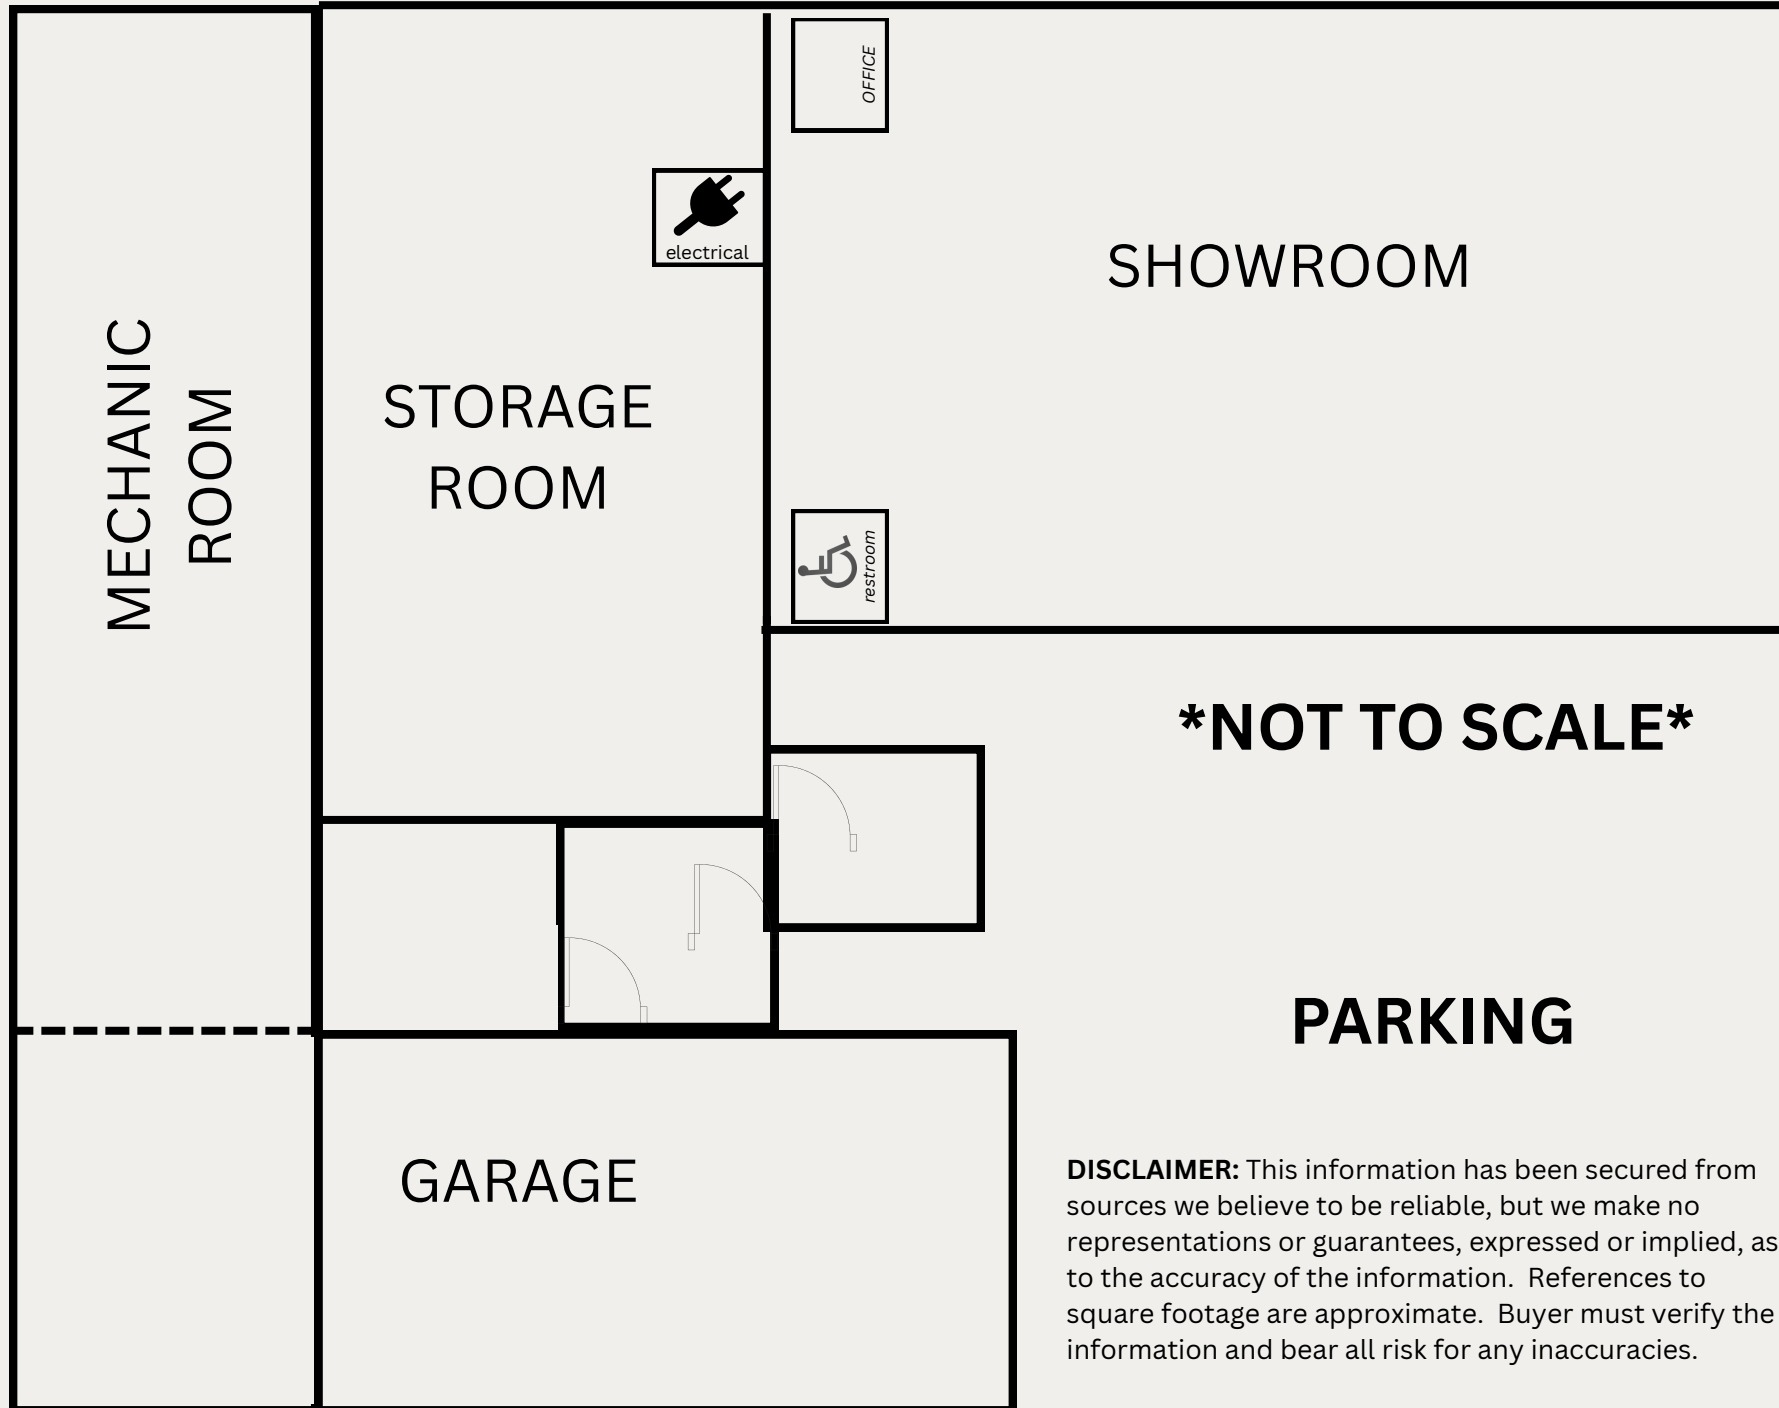 OFFICE
electrical
SHOWROOM
MECHANIC
ROOM
STORAGE
ROOM
restroom
*NOT TO SCALE*
PARKING
GARAGE
DISCLAIMER: This information has been secured from
sources we believe to be reliable, but we make no
representations or guarantees, expressed or implied, as
to the accuracy of the information.  References to
square footage are approximate.  Buyer must verify the
information and bear all risk for any inaccuracies.